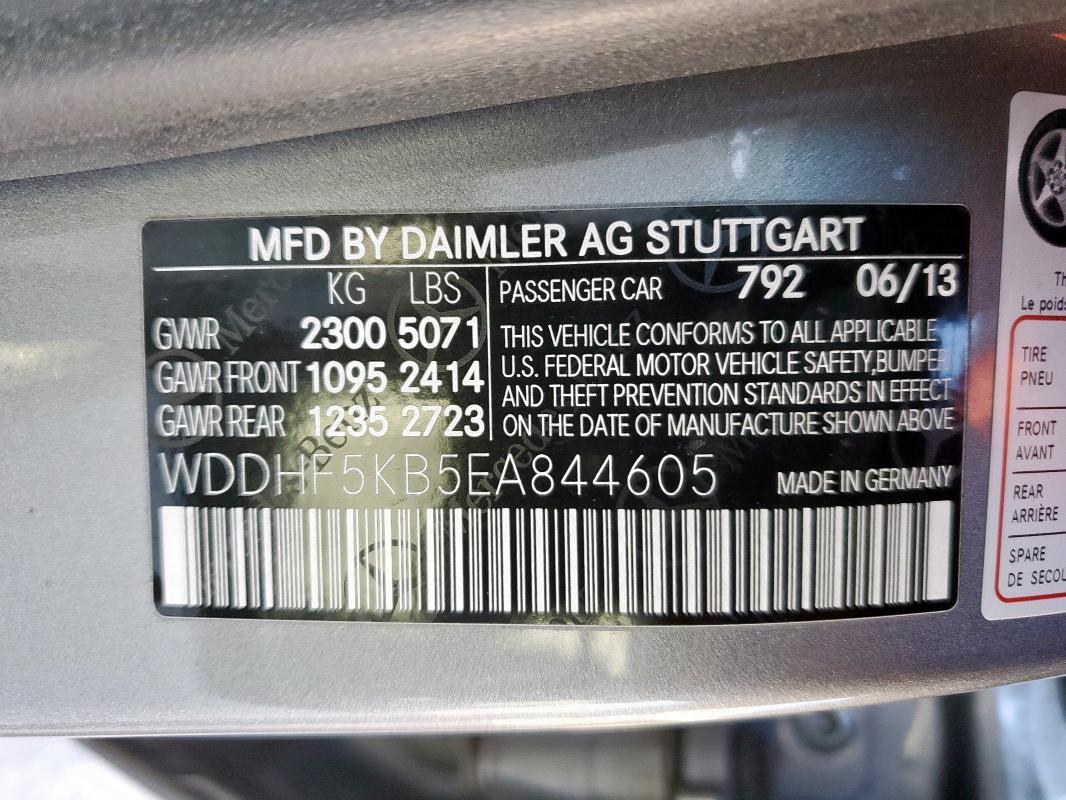 MFD BY DAIMLER AG STUTTGART
KG LBS
GVWR 2300 5071
GAWR FRONT 1095 2414
GAWR REAR 1235 2723
PASSENGER CAR 792 06/13
THIS VEHICLE CONFORMS TO ALL APPLICABLE
U.S. FEDERAL MOTOR VEHICLE SAFETY, BUMPER
AND THEFT PREVENTION STANDARDS IN EFFECT
ON THE DATE OF MANUFACTURE SHOWN ABOVE
WDDHF5KB5EA844605 MADE IN GERMANY
Th
Le poids
TIRE
PNEU
FRONT
AVANT
REAR
ARRIÈRE
SPARE
DE SECOU